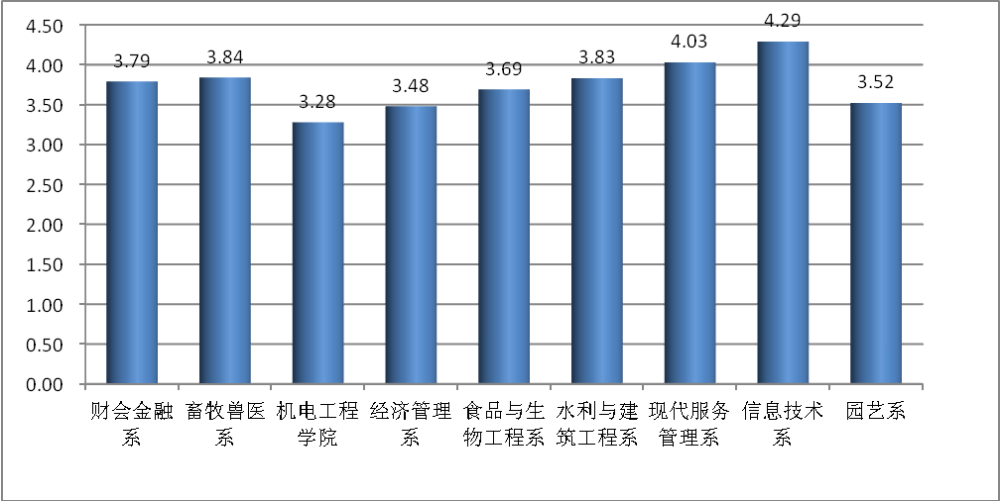 4.50
4.00
3.50
3.00
2.50
2.00
1.50
1.00
0.50
0.00
3.79
3.84
3.28
3.48
3.69
3.83
4.03
4.29
3.52
财会金融
系
畜牧兽医
系
机电工程
学院
经济管理
系
食品与生
物工程系
水利与建
筑工程系
现代服务
管理系
信息技术
系
园艺系